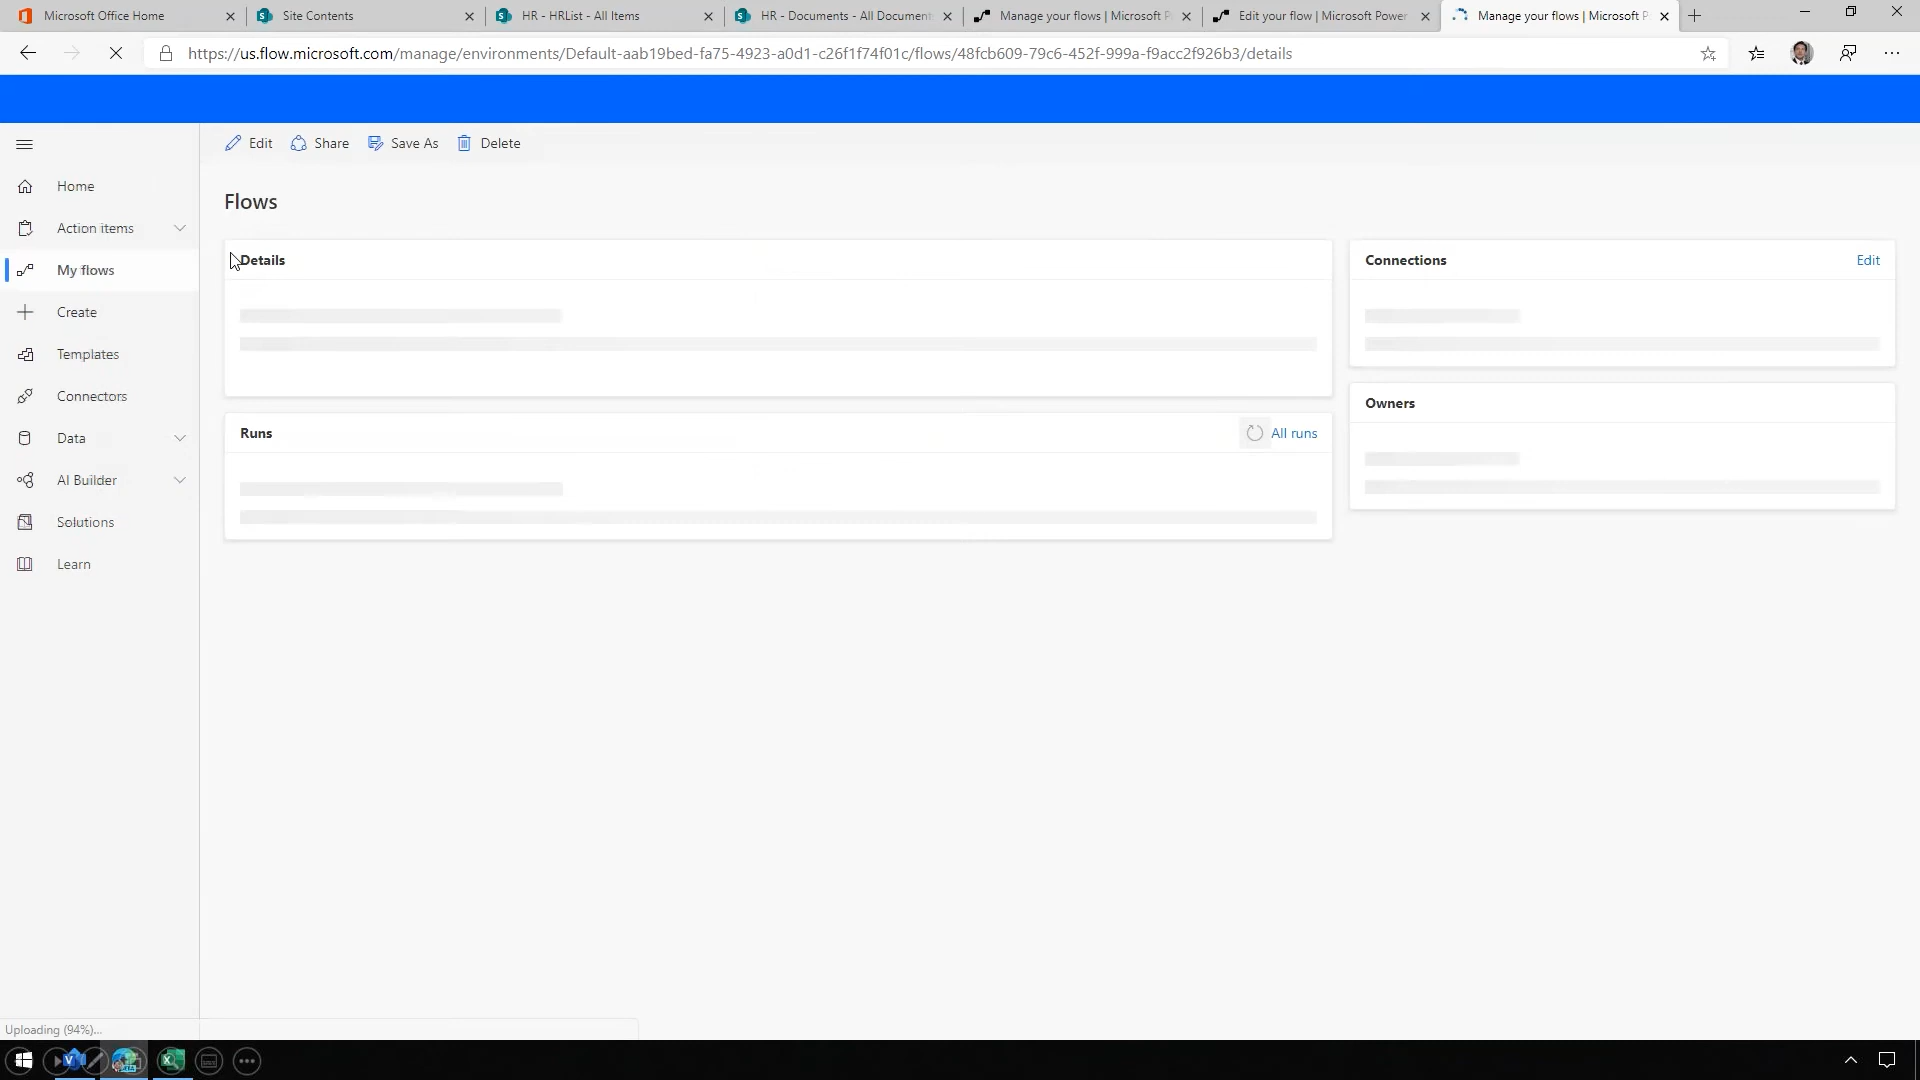 Microsoft Office Home
Site Contents
HR - HRList - All Items
HR - Documents - All Document
Manage your flows | Microsoft P
Edit your flow | Microsoft Power
Manage your flows | Microsoft P
https://us.flow.microsoft.com/manage/environments/Default-aab19bed-fa75-4923-a0d1-c26f1f74f01c/flows/48fcb609-79c6-452f-999a-f9acc2f926b3/details
Edit
Share
Save As
Delete
Home
Action items
My flows
Create
Templates
Connectors
Data
AI Builder
Solutions
Learn
Flows
Details
Connections
Edit
Runs
All runs
Owners
Uploading (94%)...